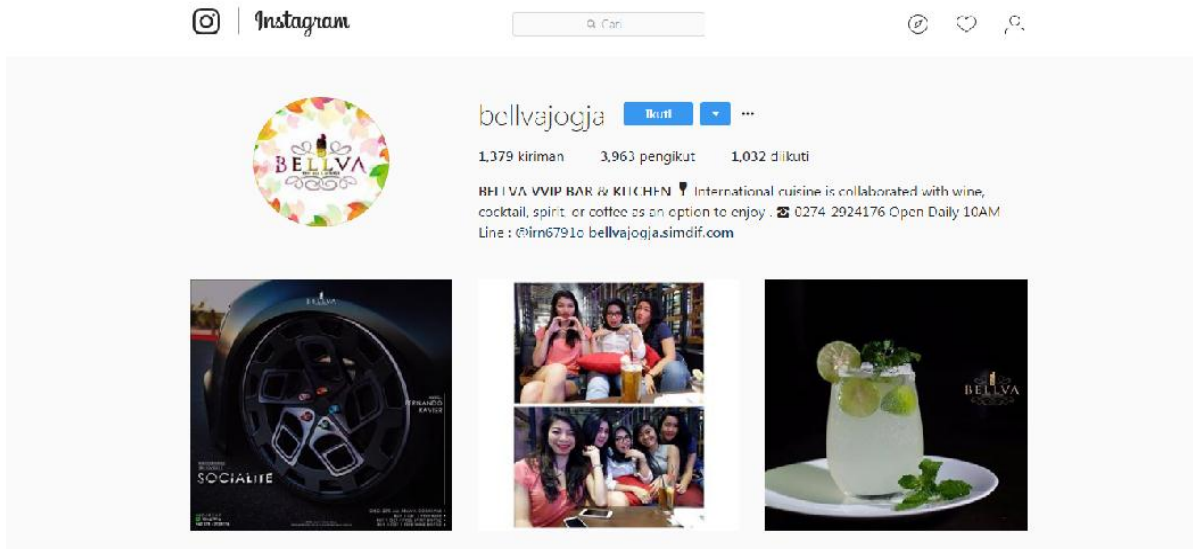 Instagram
Cari
bellvajogja Ikuti
1,379 kiriman 3,963 pengikut 1,032 diikuti
BELLVA VVIP BAR & KITCHEN 🍷 International cuisine is collaborated with wine,
cocktail, spirit, or coffee as an option to enjoy . ☎ 0274-2924176 Open Daily 10AM
Line : @irn6791o bellvajogja.simdif.com
BELLVA
BELLVA
FERNANDO
XAVIER
SOCIALITE
BELLVA